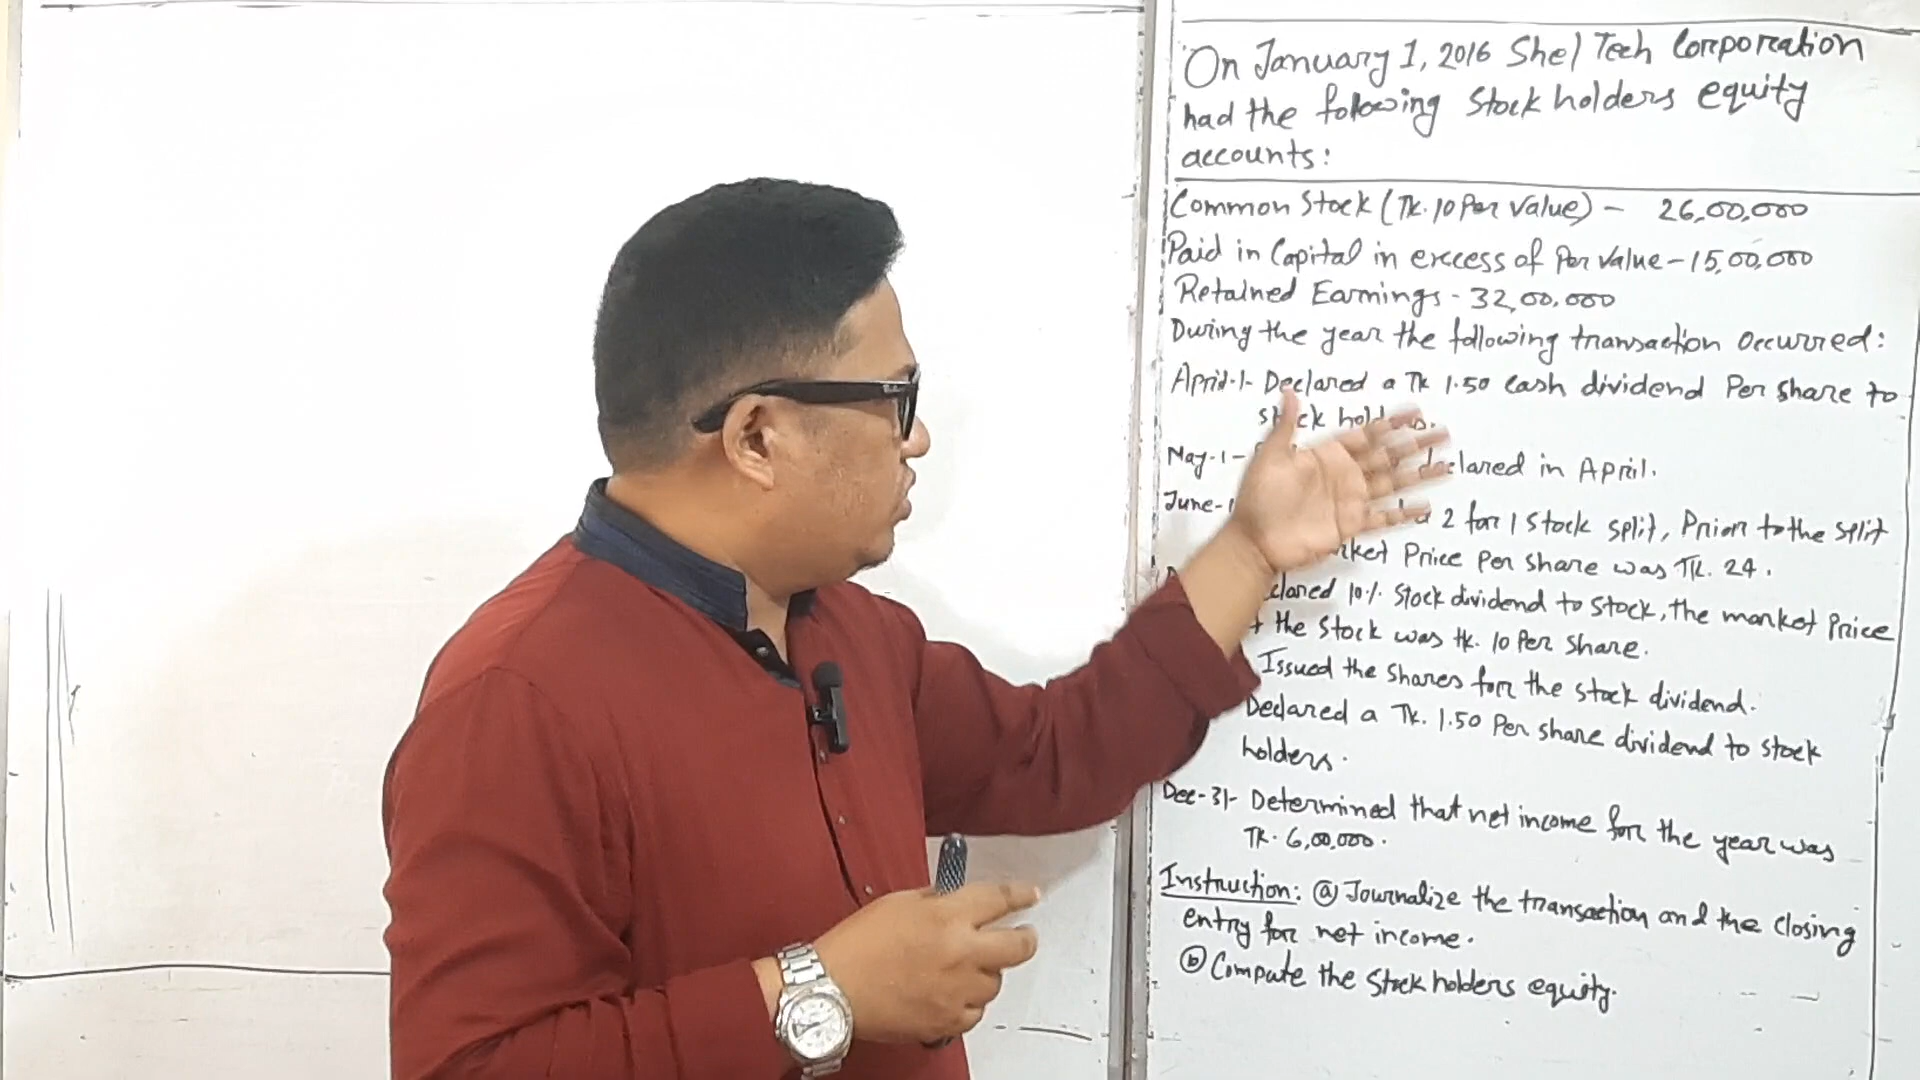 On January 1, 2016 Shel Tech Corporation
had the following Stock holders equity
accounts:
Common Stock (Tk. 10 Per value) - 26,00,000
Paid in Capital in excess of Per value - 15,00,000
Retained Earnings - 32,00,000
During the year the following transaction occurred:
April-1- Declared a Tk 1.50 cash dividend Per share to
stock holders.
May-1- declared in April.
June-1 2 for 1 stock split, Prior to the split
market Price Per share was Tk. 24.
clared 10% Stock dividend to stock, the market Price
the stock was tk. 10 Per share.
Issued the shares for the stock dividend.
Declared a Tk. 1.50 Per share dividend to stock
holders.
Dec-31- Determined that net income for the year was
Tk. 6,00,000.
Instruction: (a) Journalize the transaction and the closing
entry for net income.
(b) Compute the Stock holders equity.